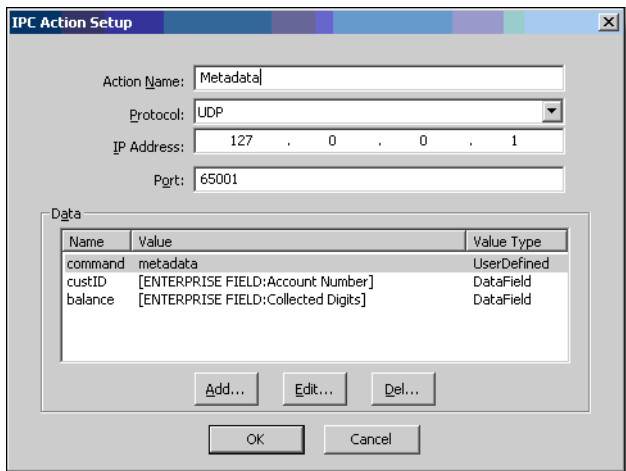 IPC Action Setup
Action Name: Metadata
Protocol: UDP
IP Address: 127 . 0 . 0 . 1
Port: 65001
Data
Name Value Value Type
command metadata UserDefined
custID [ENTERPRISE FIELD:Account Number] DataField
balance [ENTERPRISE FIELD:Collected Digits] DataField
Add... Edit... Del...
OK Cancel